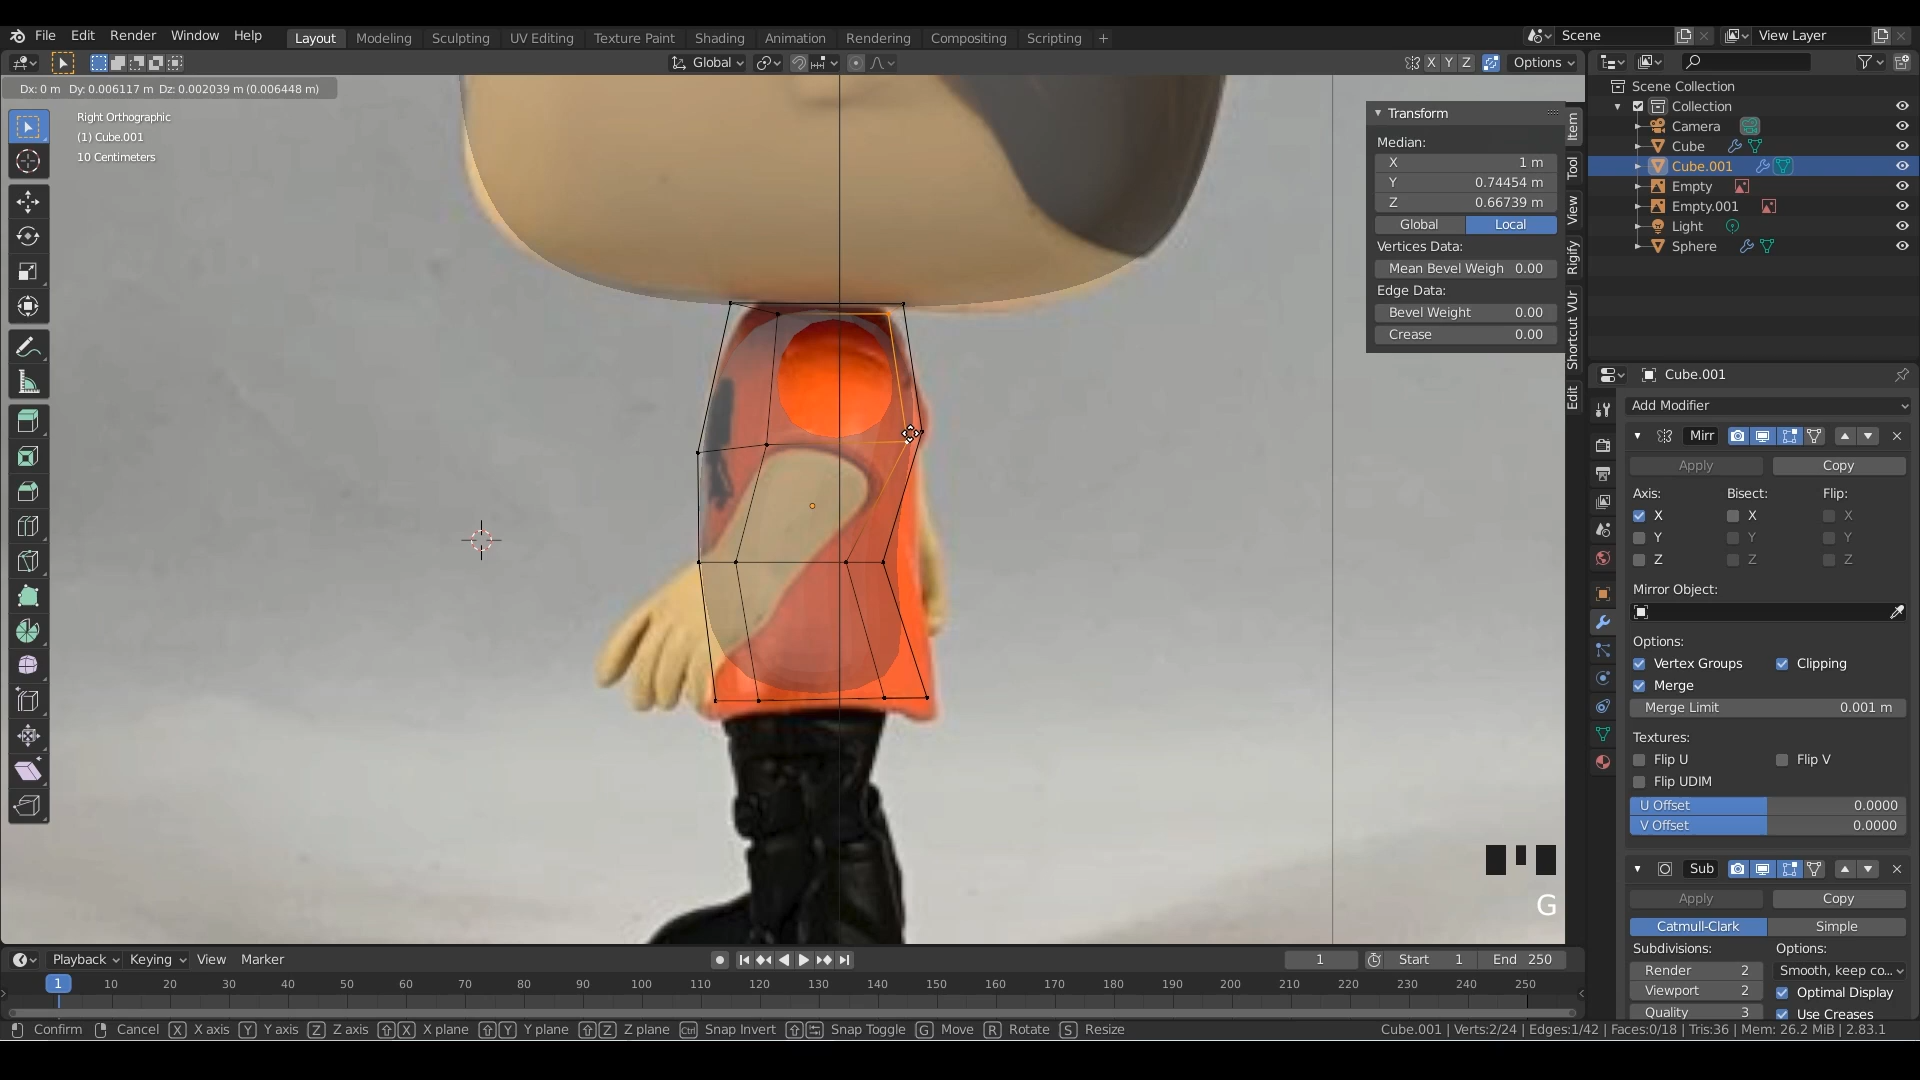 File Edit Render Window Help Layout Modeling Sculpting UV Editing Texture Paint Shading Animation Rendering Compositing Scripting + Scene View Layer
Global X Y Z Options
Dx: 0 m Dy: 0.006117 m Dz: 0.002039 m (0.006448 m)
Right Orthographic
(1) Cube.001
10 Centimeters
Transform
Median:
X 1 m
Y 0.74454 m
Z 0.66739 m
Global Local
Vertices Data:
Mean Bevel Weigh 0.00
Edge Data:
Bevel Weight 0.00
Crease 0.00
Item
Tool
View
Rigify
Shortcut VUr
Edit
Scene Collection
Collection
Camera
Cube
Cube.001
Empty
Empty.001
Light
Sphere
Cube.001
Add Modifier
Mirr
Apply Copy
Axis: Bisect: Flip:
X X X
Y Y Y
Z Z Z
Mirror Object:
Options:
Vertex Groups Clipping
Merge
Merge Limit 0.001 m
Textures:
Flip U Flip V
Flip UDIM
U Offset 0.0000
V Offset 0.0000
Sub
Apply Copy
Catmull-Clark Simple
Subdivisions: Options:
Render 2 Smooth, keep co...
Viewport 2 Optimal Display
Quality 3 Use Creases
G
Playback Keying View Marker 1 Start 1 End 250
1 10 20 30 40 50 60 70 80 90 100 110 120 130 140 150 160 170 180 190 200 210 220 230 240 250
Confirm Cancel X X axis Y Y axis Z Z axis X X plane Y Y plane Z Z plane Ctrl Snap Invert Snap Toggle G Move R Rotate S Resize Cube.001 | Verts:2/24 | Edges:1/42 | Faces:0/18 | Tris:36 | Mem: 26.2 MiB | 2.83.1